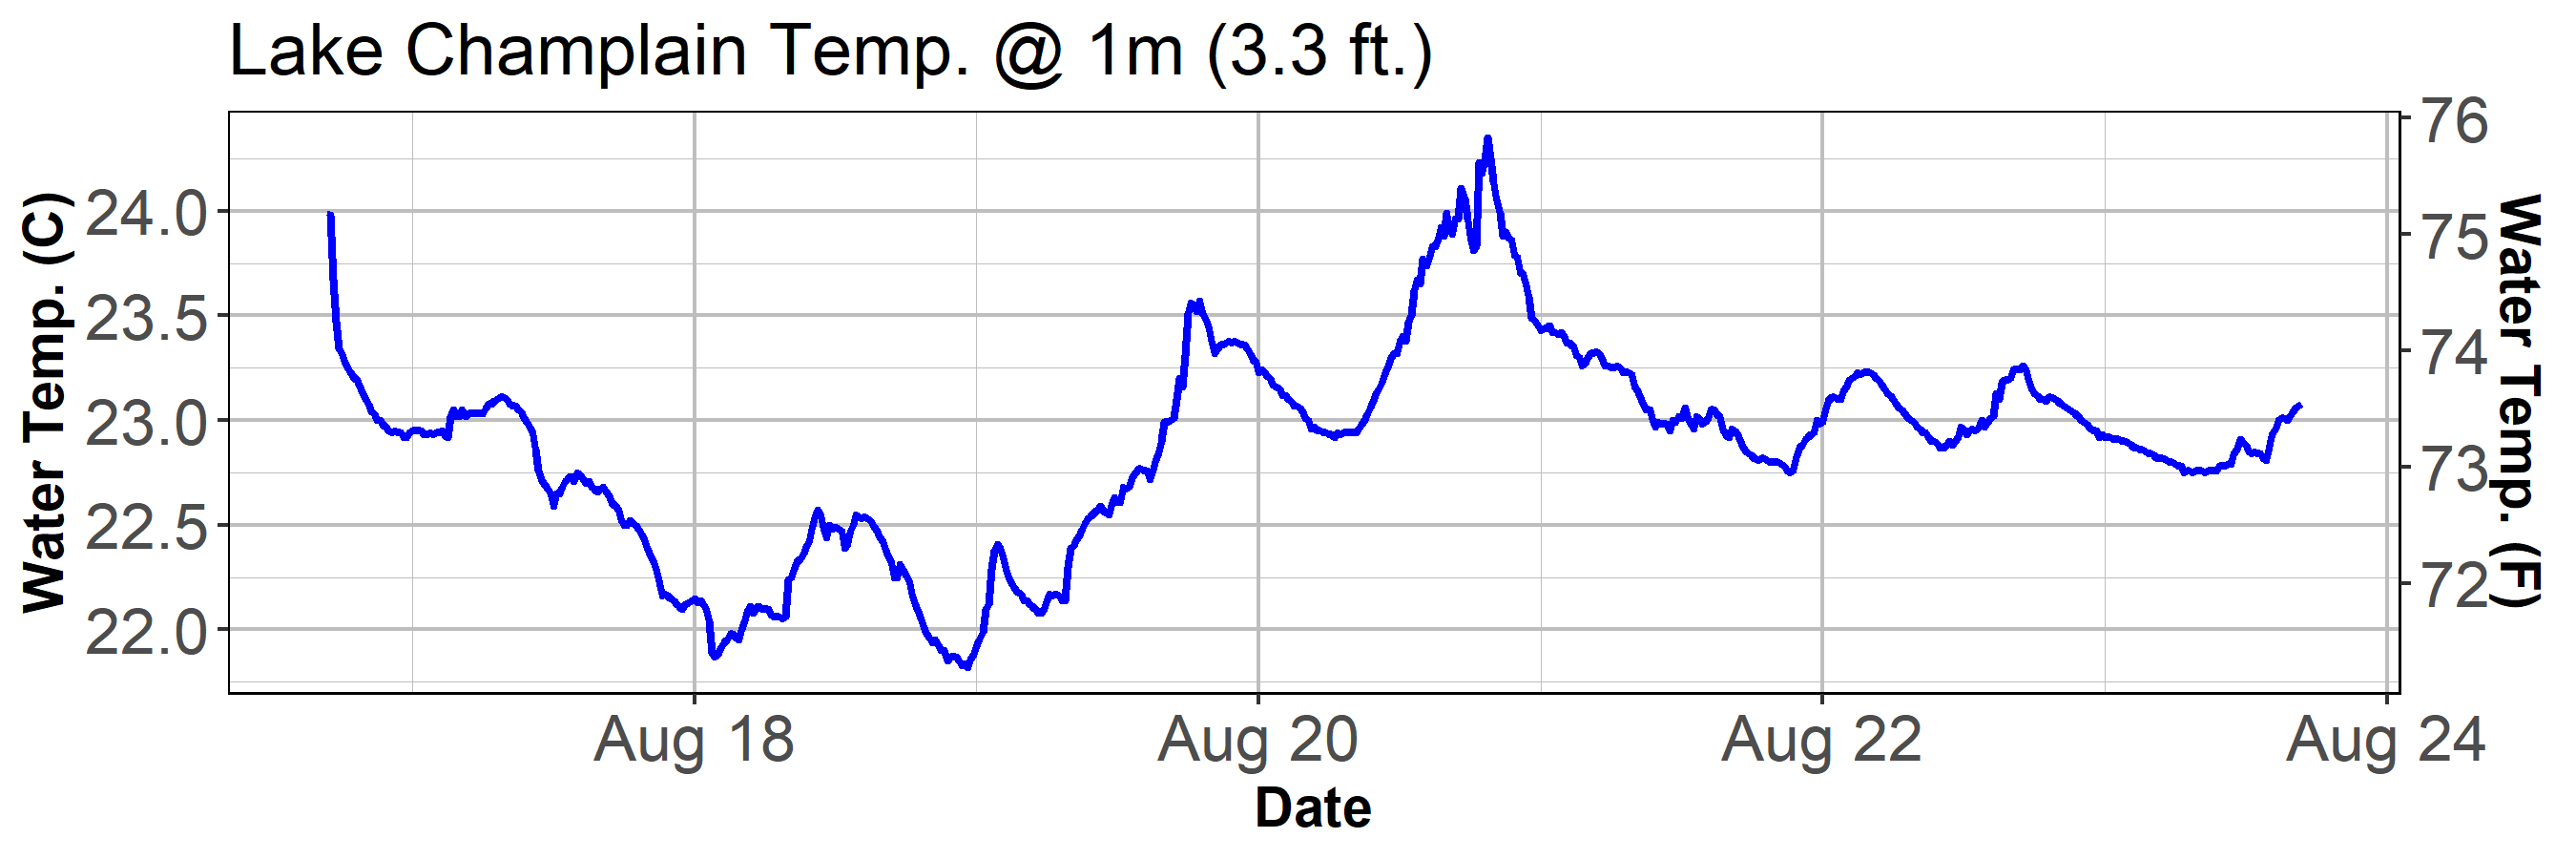 Lake Champlain Temp. @ 1m (3.3 ft.)
Water Temp. (C)
24.0
23.5
23.0
22.5
22.0
76
75
74
73
72
Water Temp. (F)
Aug 18 Aug 20 Aug 22 Aug 24
Date